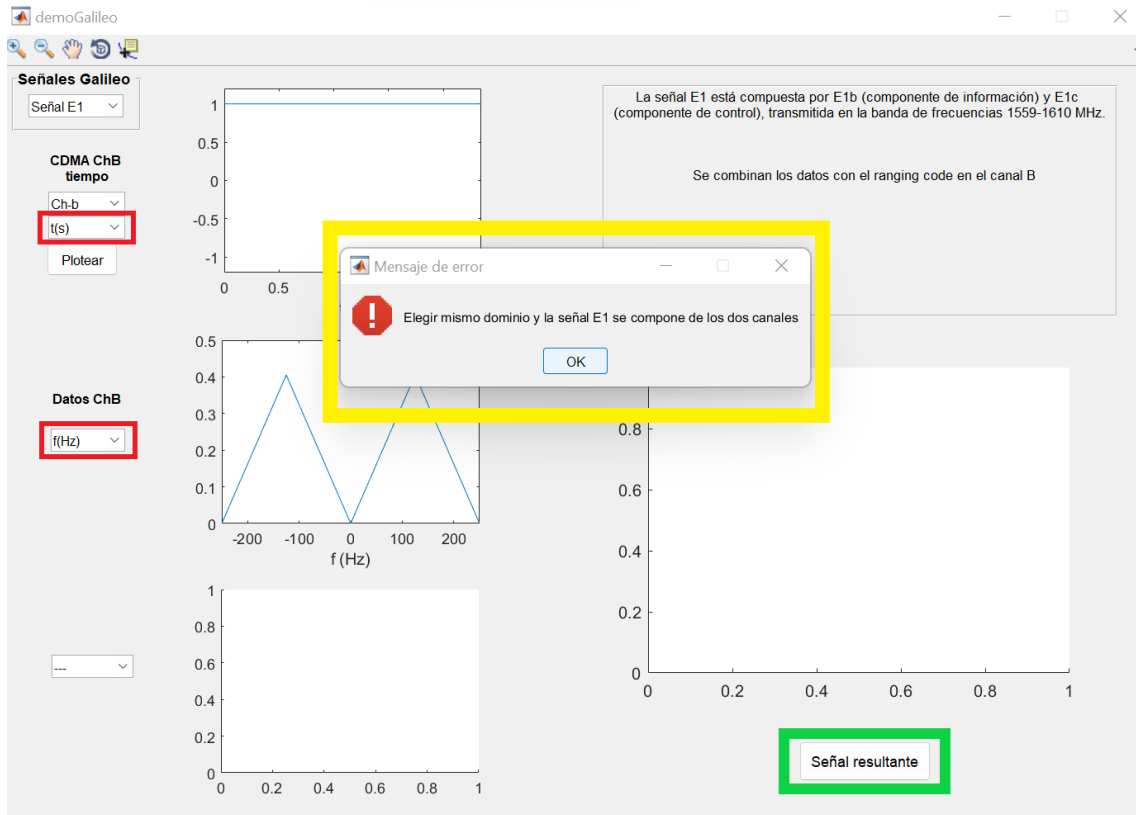 demoGalileo
Señales Galileo
Señal E1
CDMA ChB
tiempo
Ch-b
t(s)
Plotear
1
0.5
0
-0.5
-1
0 0.5
La señal E1 está compuesta por E1b (componente de información) y E1c
(componente de control), transmitida en la banda de frecuencias 1559-1610 MHz.
Se combinan los datos con el ranging code en el canal B
Mensaje de error
Elegir mismo dominio y la señal E1 se compone de los dos canales
OK
Datos ChB
f(Hz)
0.5
0.4
0.3
0.2
0.1
0
-200 -100 0 100 200
f (Hz)
---
1
0.8
0.6
0.4
0.2
0
0 0.2 0.4 0.6 0.8 1
0.8
0.6
0.4
0.2
0
0 0.2 0.4 0.6 0.8 1
Señal resultante